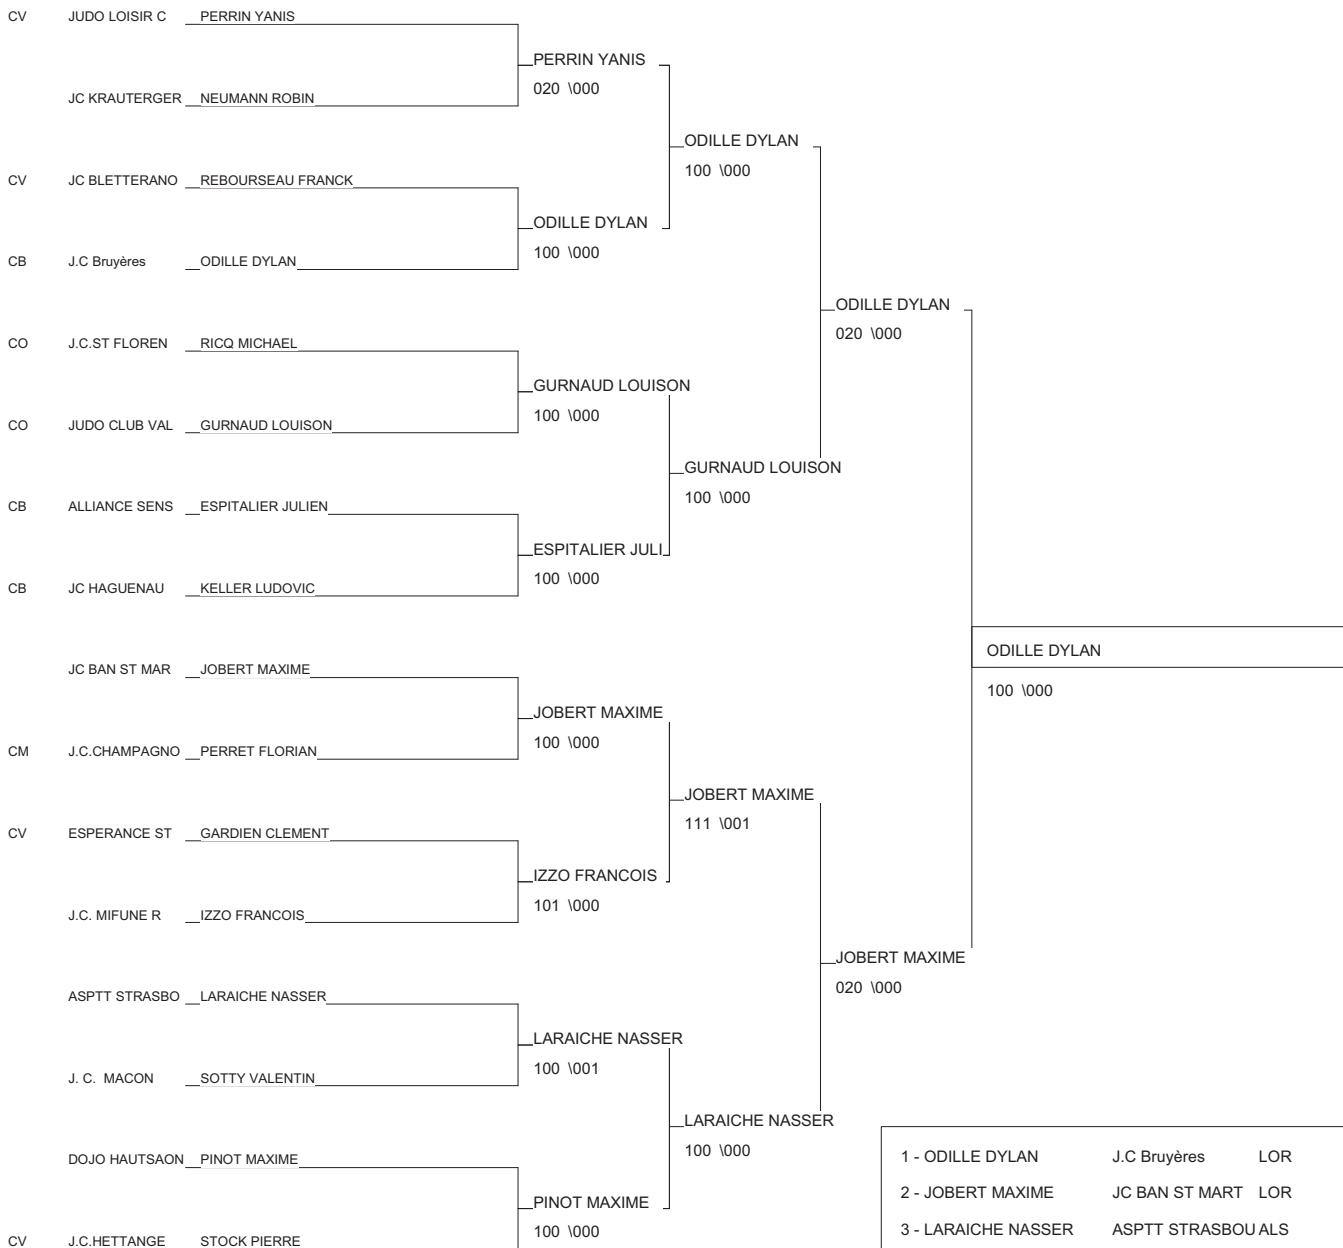 CV JUDO LOISIR C PERRIN YANIS
PERRIN YANIS
020 \000
JC KRAUTERGER NEUMANN ROBIN
ODILLE DYLAN
100 \000
CV JC BLETTERANO REBOURSEAU FRANCK
ODILLE DYLAN
100 \000
CB J.C Bruyères ODILLE DYLAN
ODILLE DYLAN
020 \000
CO J.C.ST FLOREN RICQ MICHAEL
GURNAUD LOUISON
100 \000
CO JUDO CLUB VAL GURNAUD LOUISON
GURNAUD LOUISON
100 \000
CB ALLIANCE SENS ESPITALIER JULIEN
ESPITALIER JULI
100 \000
CB JC HAGUENAU KELLER LUDOVIC
ODILLE DYLAN
100 \000
JC BAN ST MAR JOBERT MAXIME
JOBERT MAXIME
100 \000
CM J.C.CHAMPAGNO PERRET FLORIAN
JOBERT MAXIME
111 \001
CV ESPERANCE ST GARDIEN CLEMENT
IZZO FRANCOIS
101 \000
J.C. MIFUNE R IZZO FRANCOIS
JOBERT MAXIME
020 \000
ASPTT STRASBO LARAICHE NASSER
LARAICHE NASSER
100 \001
J. C. MACON SOTTY VALENTIN
LARAICHE NASSER
100 \000
DOJO HAUTSAON PINOT MAXIME
PINOT MAXIME
100 \000
CV J.C.HETTANGE STOCK PIERRE
1 - ODILLE DYLAN J.C Bruyères LOR
2 - JOBERT MAXIME JC BAN ST MART LOR
3 - LARAICHE NASSER ASPTT STRASBOU ALS